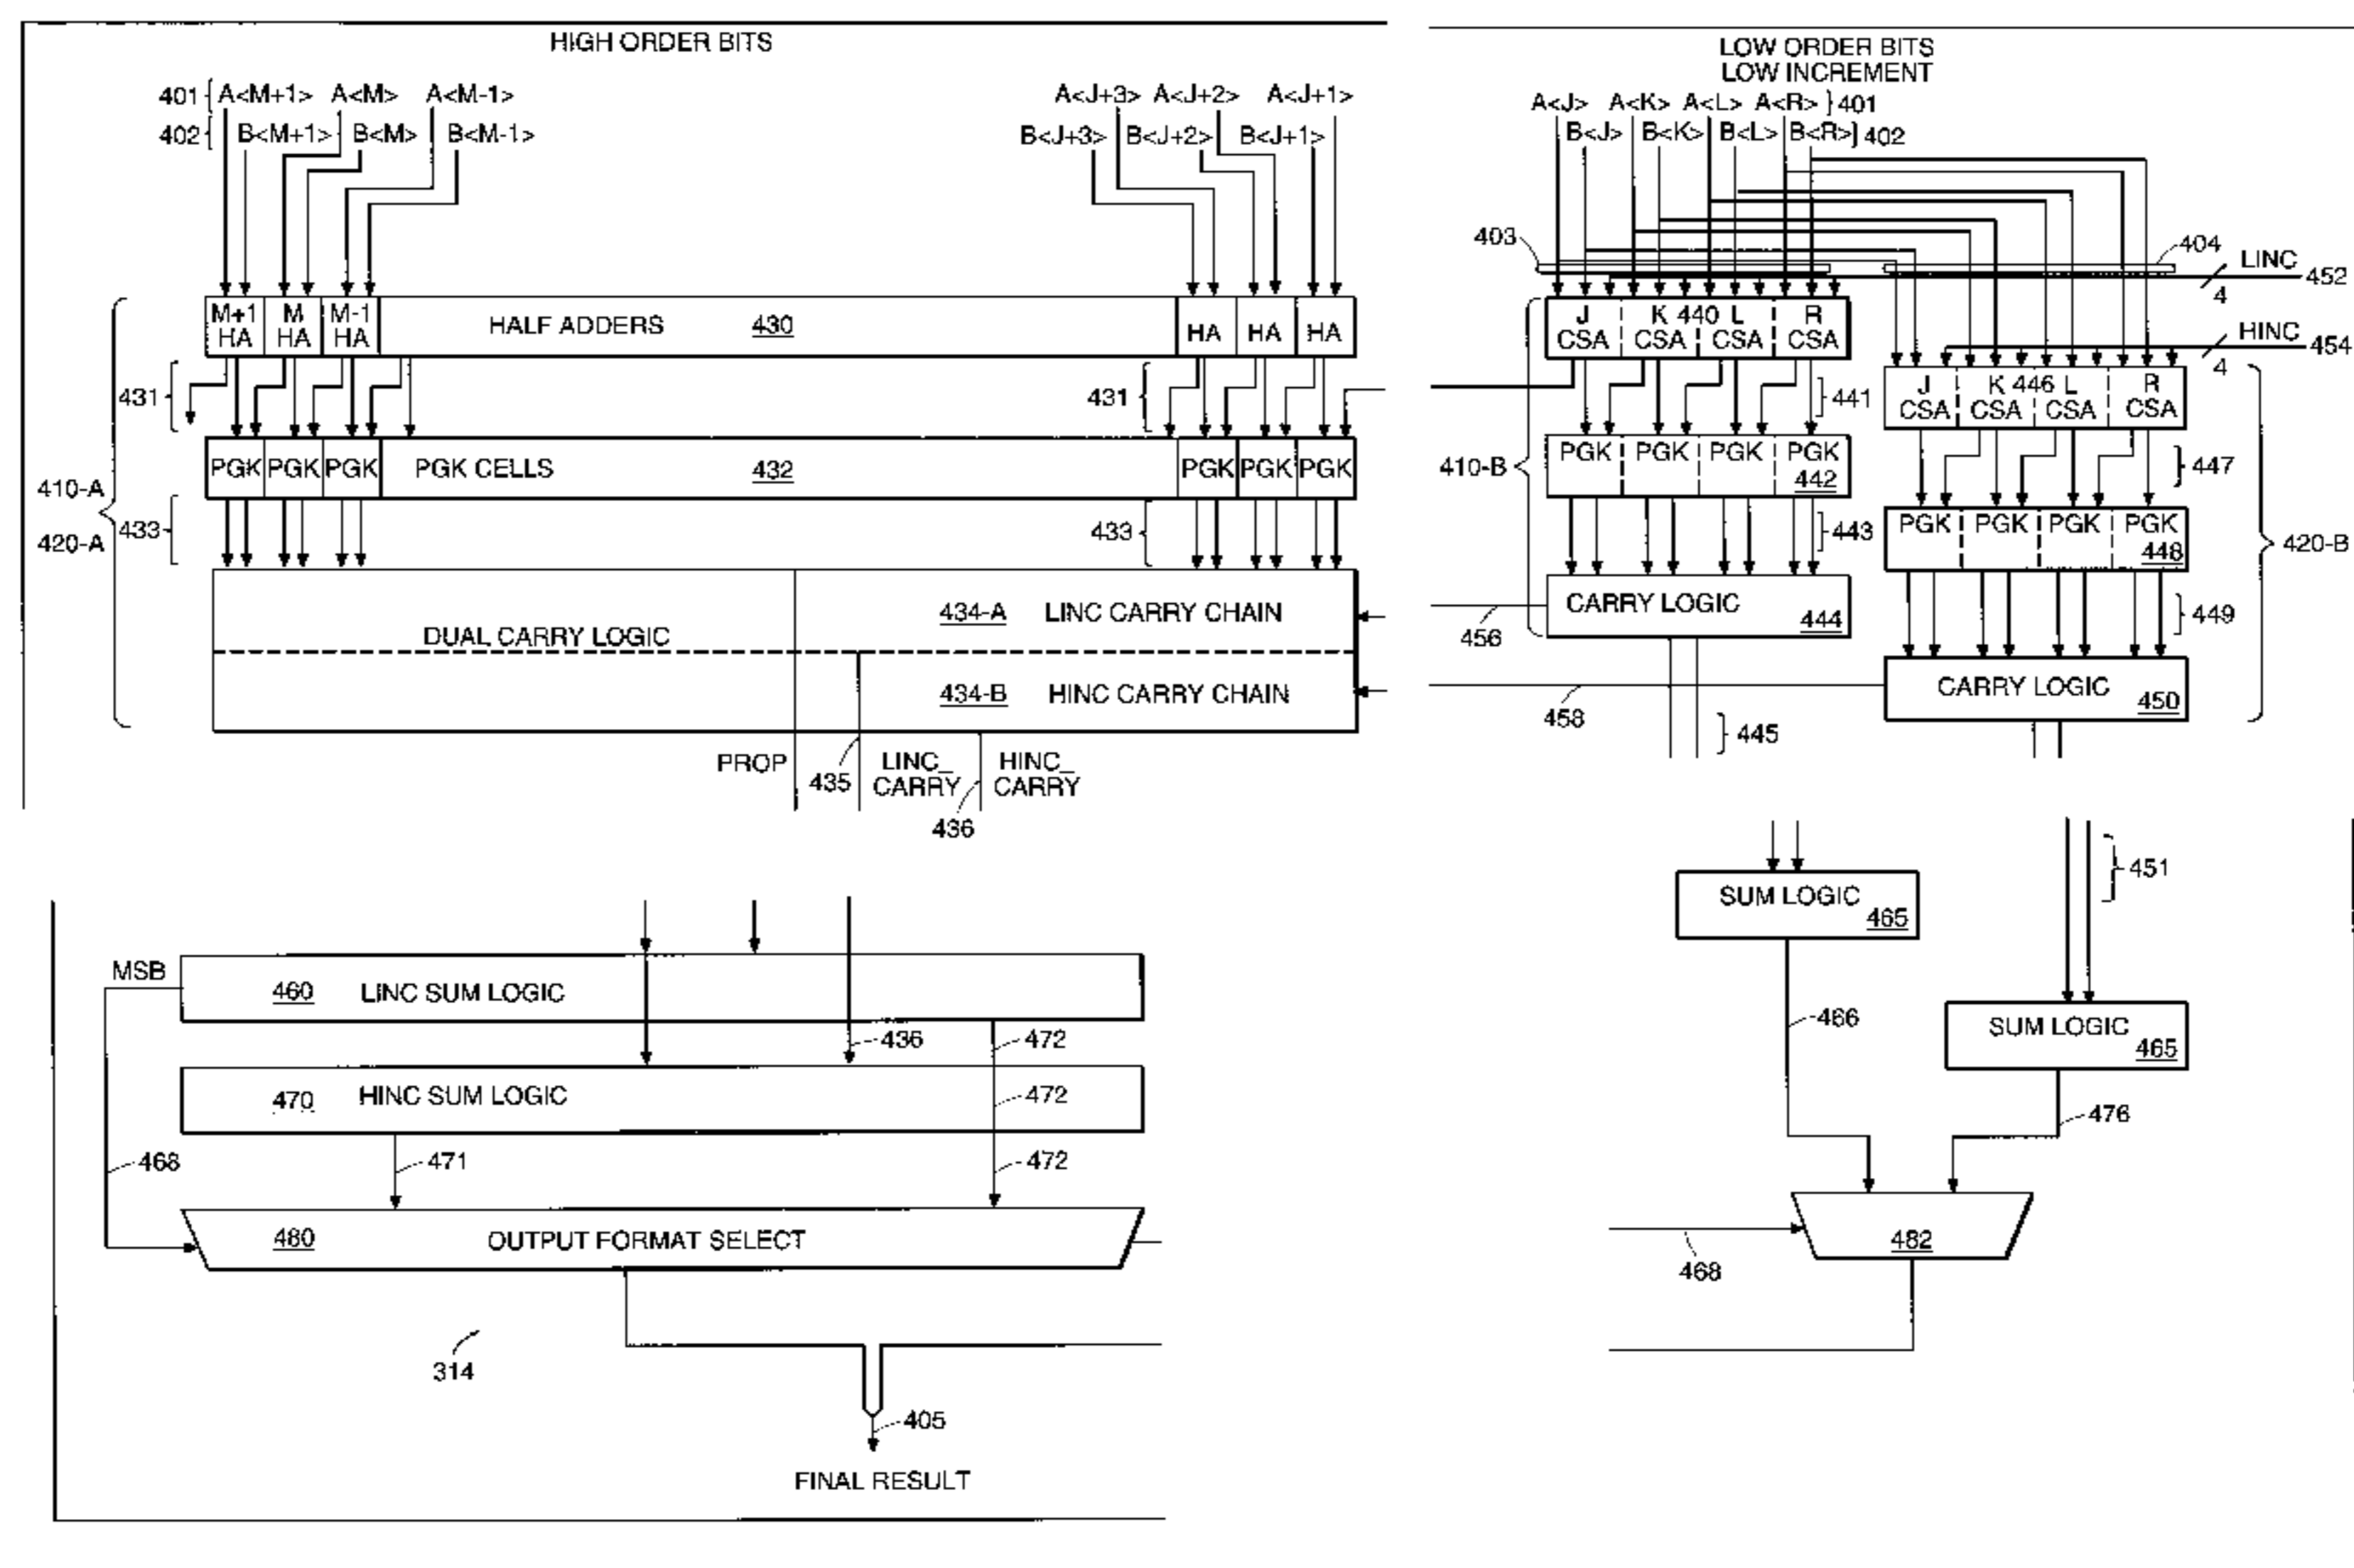 HIGH ORDER BITS
401 A<M+1> A<M> A<M-1> A<J+3> A<J+2> A<J+1>
402 B<M+1> B<M> B<M-1> B<J+3> B<J+2> B<J+1>
M+1 M M-1
HA HA HA HALF ADDERS 430 HA HA HA
431 431
PGK PGK PGK PGK CELLS 432 PGK PGK PGK
410-A
420-A 433 433
434-A LINC CARRY CHAIN
DUAL CARRY LOGIC
434-B HINC CARRY CHAIN
PROP 435 LINC_ HINC_
CARRY CARRY
436
LOW ORDER BITS
LOW INCREMENT
A<J> A<K> A<L> A<R> 401
B<J> B<K> B<L> B<R> 402
403 404 LINC
452
4
J K 440 L R HINC
CSA CSA CSA CSA 454
4
J K 446 L R
441 CSA CSA CSA CSA
410-B PGK PGK PGK PGK 447
442
443 PGK PGK PGK PGK
448 420-B
CARRY LOGIC 444 449
456
CARRY LOGIC 450
458
445
MSB
460 LINC SUM LOGIC
436 472
470 HINC SUM LOGIC 472
468 471 472
480 OUTPUT FORMAT SELECT
314
405
FINAL RESULT
451
SUM LOGIC
465
466
SUM LOGIC
465
476
482
468